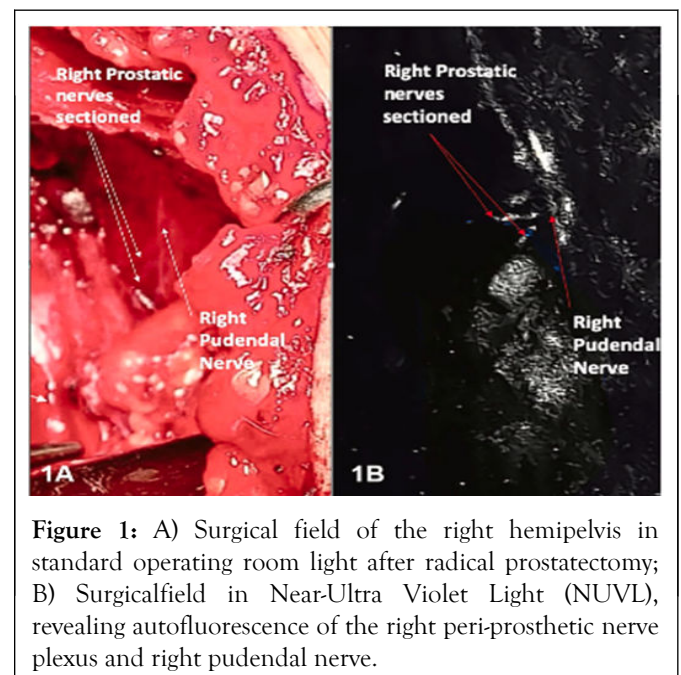 Right Prostatic
nerves
sectioned
Right
Pudendal
Nerve
1A
Right Prostatic
nerves
sectioned
Right
Pudendal
Nerve
1B
Figure 1: A) Surgical field of the right hemipelvis in
standard operating room light after radical prostatectomy;
B) Surgicalfield in Near-Ultra Violet Light (NUVL),
revealing autofluorescence of the right peri-prosthetic nerve
plexus and right pudendal nerve.